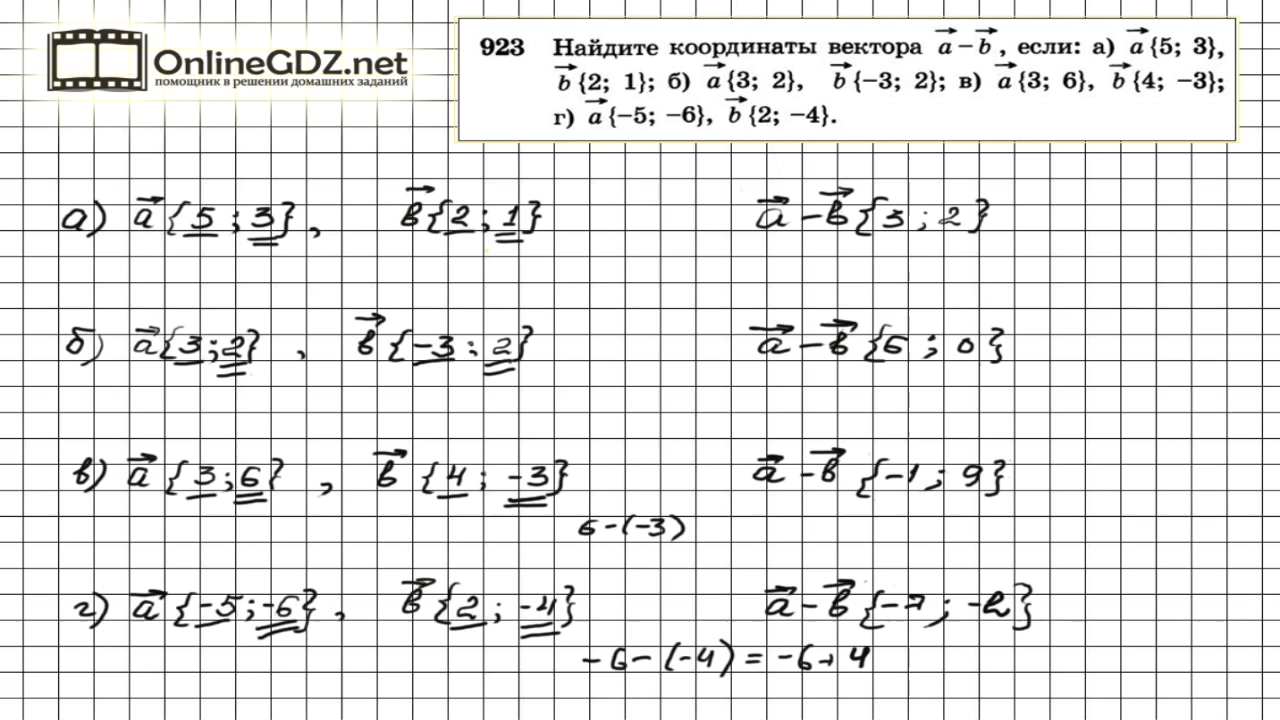 OnlineGDZ.net
помощник в решении домашних заданий
923 Найдите координаты вектора a⃗ – b⃗, если: а) a⃗ {5; 3},
b⃗ {2; 1}; б) a⃗ {3; 2}, b⃗ {−3; 2}; в) a⃗ {3; 6}, b⃗ {4; −3};
г) a⃗ {−5; −6}, b⃗ {2; −4}.
а) a⃗ {5 ; 3}, b⃗ {2; 1} a⃗ – b⃗ {3 ; 2}
б) a⃗ {3; 2}, b⃗ {-3 ; 2} a⃗ – b⃗ {6 ; 0}
в) a⃗ {3; 6}, b⃗ {4; -3} a⃗ – b⃗ {-1 ; 9}
6-(-3)
г) a⃗ {-5; -6}, b⃗ {2 ; -4} a⃗ – b⃗ {-7 ; -2}
-6-(-4) = -6+4